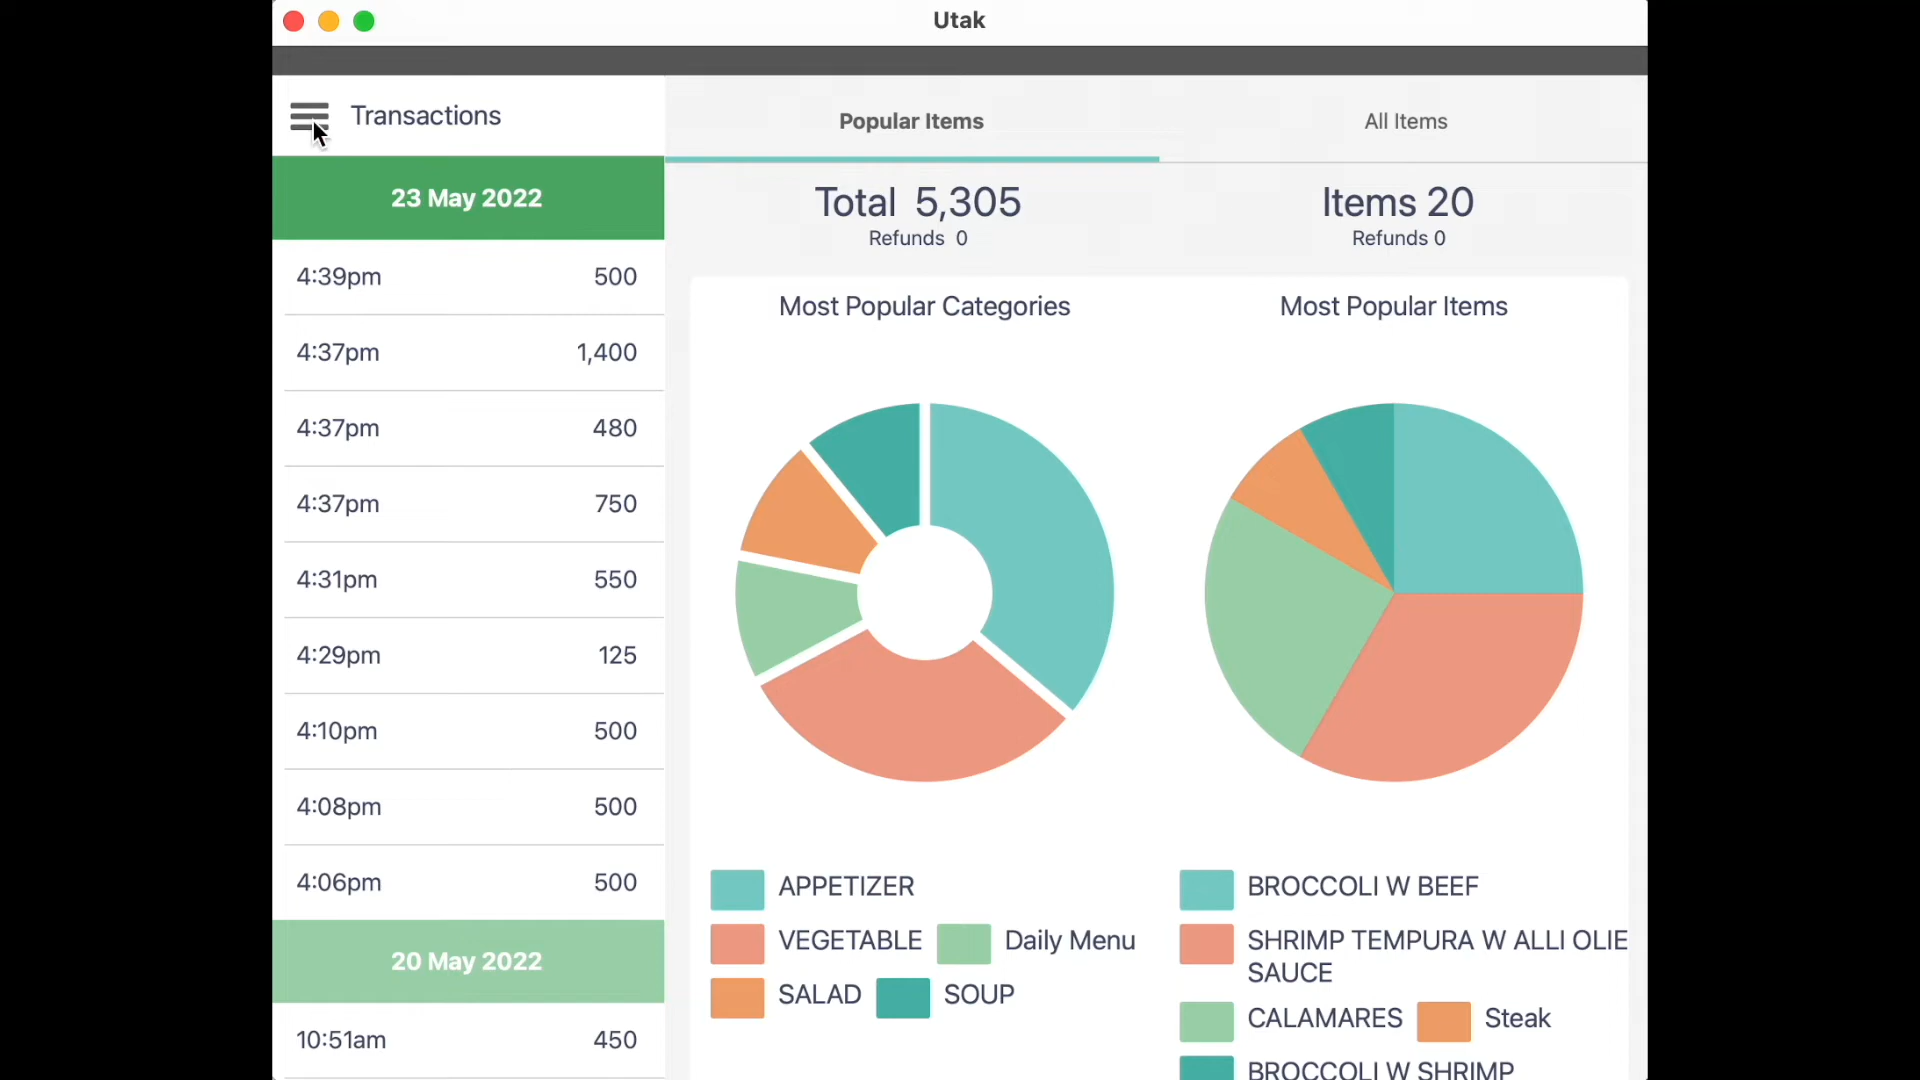 Utak
Transactions
Popular Items
All Items
23 May 2022
Total 5,305
Refunds 0
Items 20
Refunds 0
4:39pm 500
4:37pm 1,400
4:37pm 480
4:37pm 750
4:31pm 550
4:29pm 125
4:10pm 500
4:08pm 500
4:06pm 500
20 May 2022
10:51am 450
Most Popular Categories
APPETIZER
VEGETABLE Daily Menu
SALAD SOUP
Most Popular Items
BROCCOLI W BEEF
SHRIMP TEMPURA W ALLI OLIE
SAUCE
CALAMARES Steak
BROCCOLI W SHRIMP